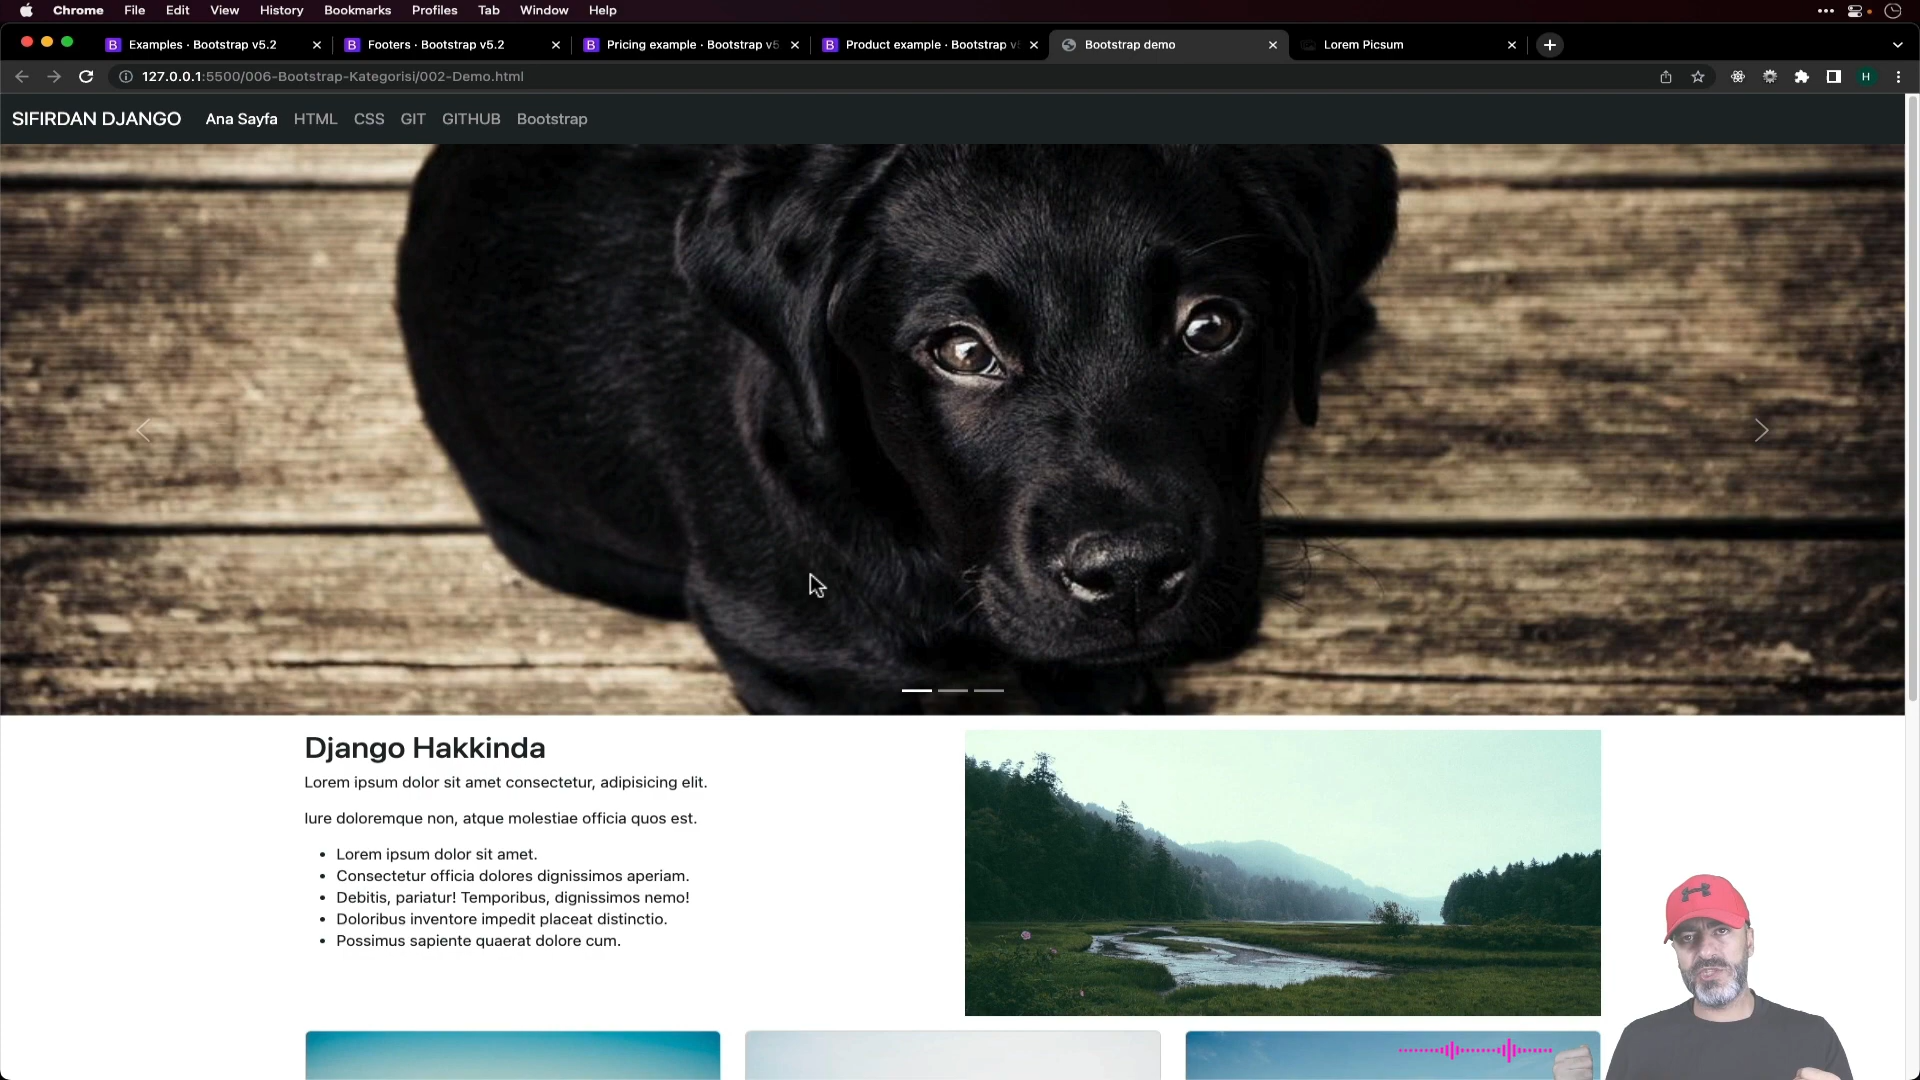 Chrome File Edit View History Bookmarks Profiles Tab Window Help
Examples · Bootstrap v5.2
Footers · Bootstrap v5.2
Pricing example · Bootstrap v5
Product example · Bootstrap v
Bootstrap demo
Lorem Picsum
127.0.0.1:5500/006-Bootstrap-Kategorisi/002-Demo.html
H
SIFIRDAN DJANGO Ana Sayfa HTML CSS GIT GITHUB Bootstrap
Django Hakkinda
Lorem ipsum dolor sit amet consectetur, adipisicing elit.
Iure doloremque non, atque molestiae officia quos est.
• Lorem ipsum dolor sit amet.
• Consectetur officia dolores dignissimos aperiam.
• Debitis, pariatur! Temporibus, dignissimos nemo!
• Doloribus inventore impedit placeat distinctio.
• Possimus sapiente quaerat dolore cum.